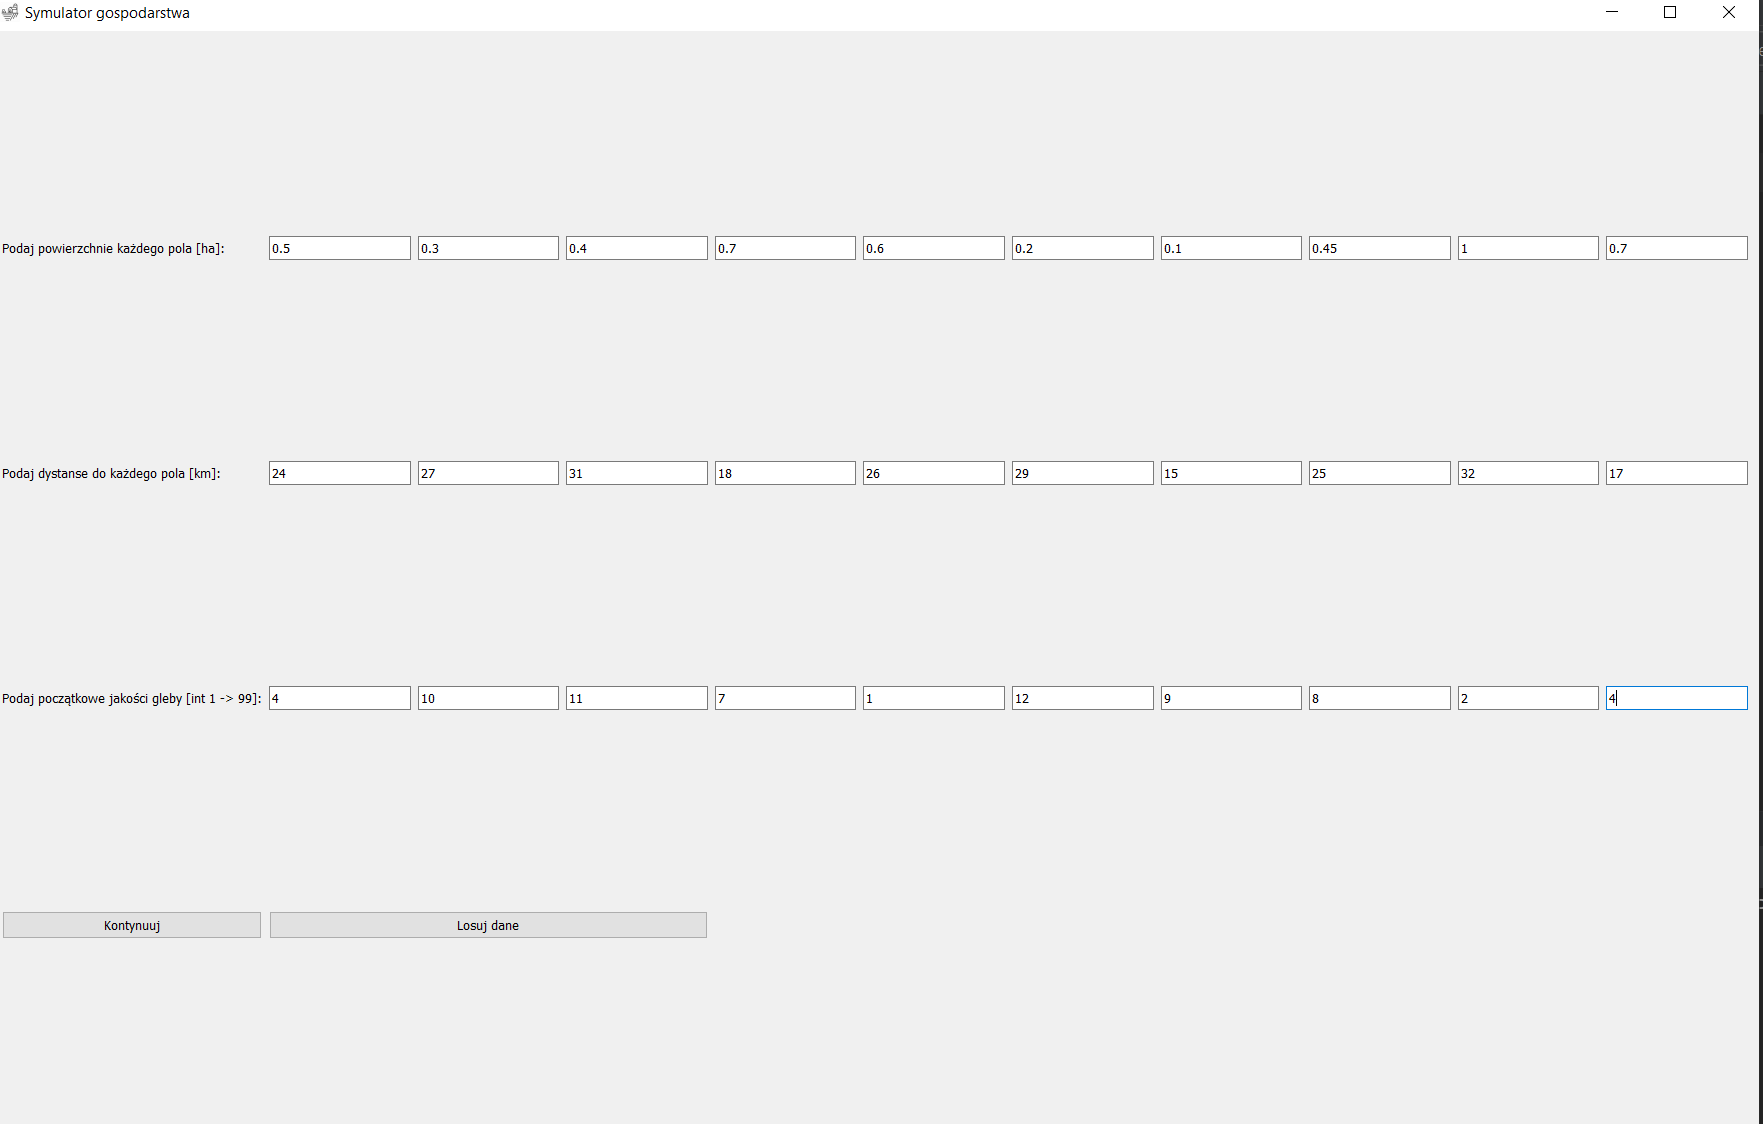 Symulator gospodarstwa
Podaj powierzchnie każdego pola [ha]: 0.5 0.3 0.4 0.7 0.6 0.2 0.1 0.45 1 0.7
Podaj dystanse do każdego pola [km]: 24 27 31 18 26 29 15 25 32 17
Podaj początkowe jakości gleby [int 1 -> 99]: 4 10 11 7 1 12 9 8 2 4
Kontynuuj Losuj dane